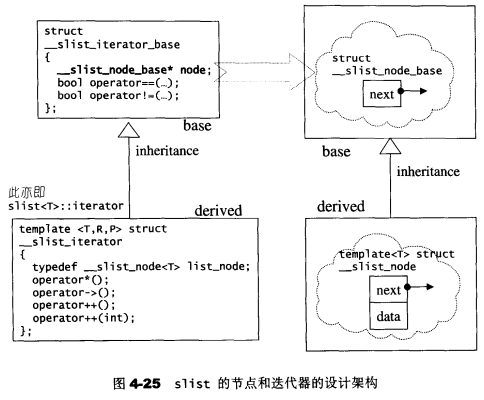 struct
__slist_iterator_base
{
__slist_node_base* node;
bool operator==(…);
bool operator!=(…);
};
base
inheritance
此亦即
slist<T>::iterator
derived
template <T,R,P> struct
__slist_iterator
{
typedef __slist_node<T> list_node;
operator*();
operator->();
operator++();
operator++(int);
};
struct
__slist_node_base
next
base
inheritance
derived
template<T> struct
__slist_node
next
data
图 4-25 slist 的节点和迭代器的设计架构